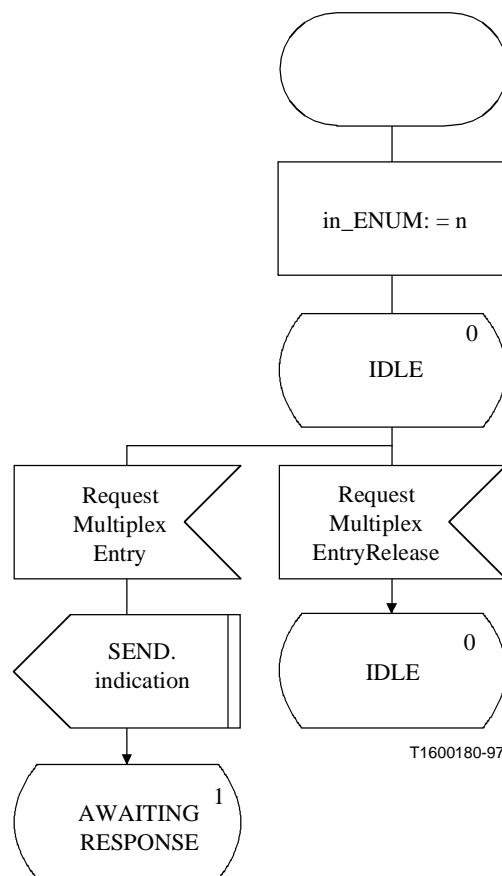 in_ENUM: = n
0
IDLE
Request
Multiplex
Entry
Request
Multiplex
EntryRelease
SEND.
indication
0
IDLE
T1600180-97
1
AWAITING
RESPONSE